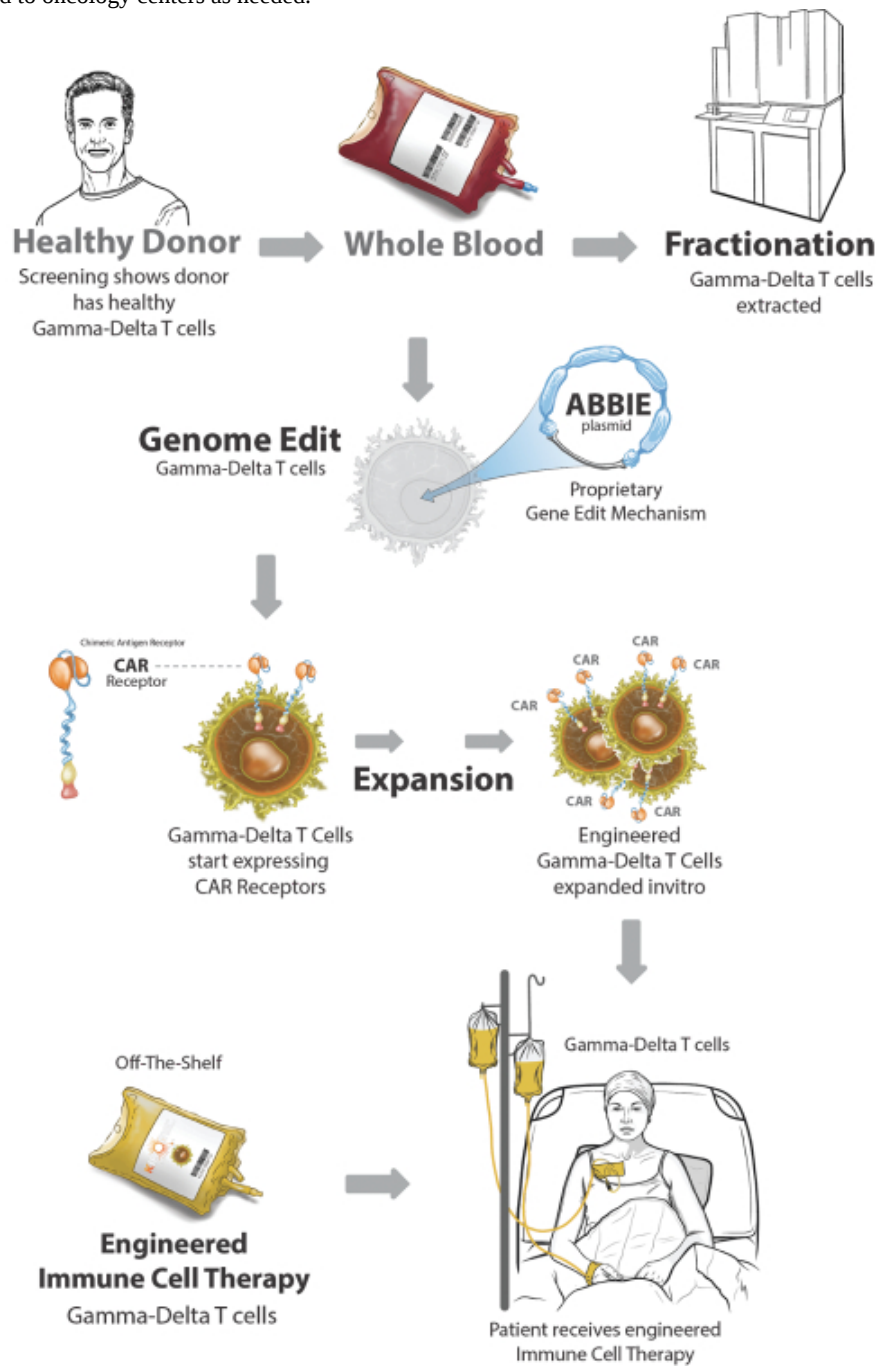 d to oncology centers as needed.
Healthy Donor
Screening shows donor
has healthy
Gamma-Delta T cells
Whole Blood
Fractionation
Gamma-Delta T cells
extracted
Genome Edit
Gamma-Delta T cells
ABBIE
plasmid
Proprietary
Gene Edit Mechanism
Chimeric Antigen Receptor
CAR
Receptor
Gamma-Delta T Cells
start expressing
CAR Receptors
Expansion
CAR
CAR
CAR
CAR
CAR
CAR
Engineered
Gamma-Delta T Cells
expanded invitro
Off-The-Shelf
Engineered
Immune Cell Therapy
Gamma-Delta T cells
Gamma-Delta T cells
Patient receives engineered
Immune Cell Therapy